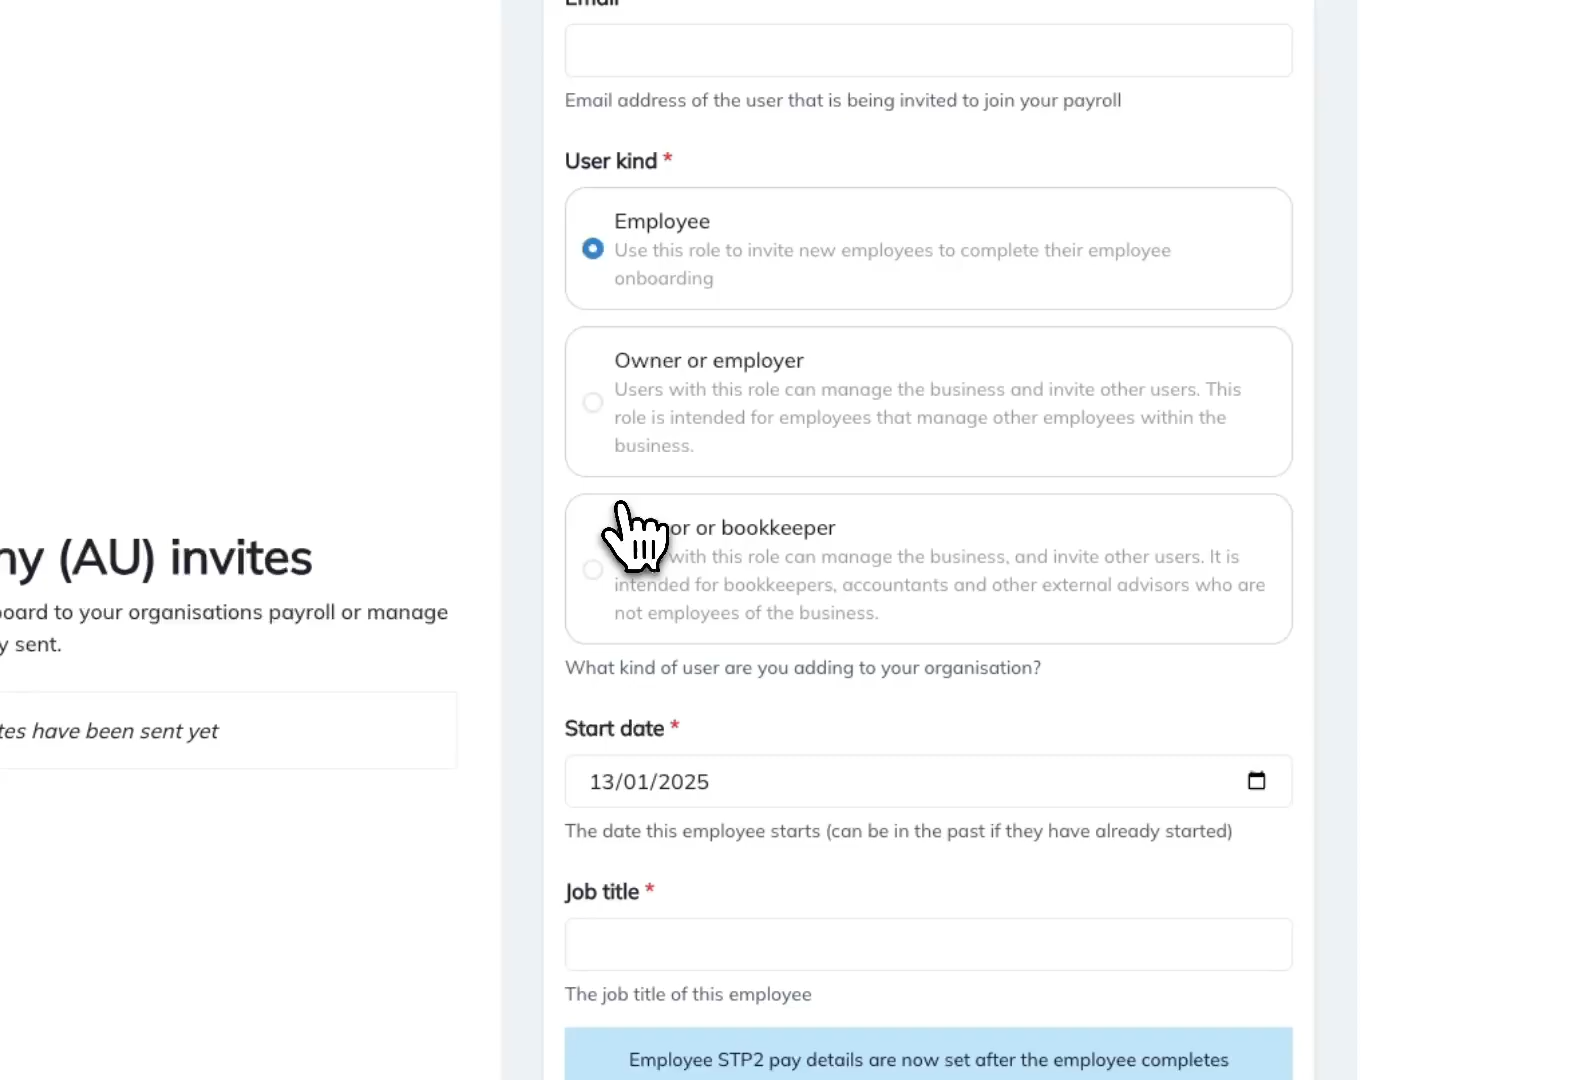 Email
Email address of the user that is being invited to join your payroll
User kind *
Employee
Use this role to invite new employees to complete their employee
onboarding
Owner or employer
Users with this role can manage the business and invite other users. This
role is intended for employees that manage other employees within the
business.
or or bookkeeper
with this role can manage the business, and invite other users. It is
intended for bookkeepers, accountants and other external advisors who are
not employees of the business.
What kind of user are you adding to your organisation?
Start date *
13/01/2025
The date this employee starts (can be in the past if they have already started)
Job title *
The job title of this employee
Employee STP2 pay details are now set after the employee completes
ny (AU) invites
board to your organisations payroll or manage
y sent.
tes have been sent yet